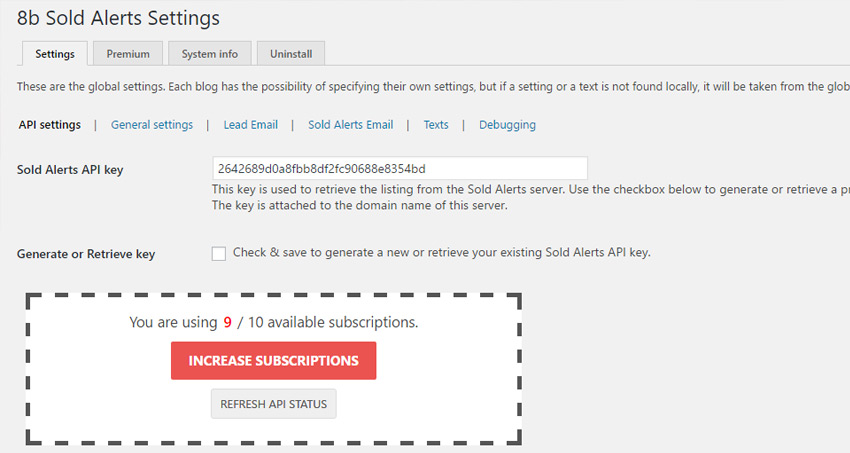 8b Sold Alerts Settings
Settings Premium System info Uninstall
These are the global settings. Each blog has the possibility of specifying their own settings, but if a setting or a text is not found locally, it will be taken from the glob
API settings | General settings | Lead Email | Sold Alerts Email | Texts | Debugging
Sold Alerts API key 2642689d0a8fbb8df2fc90688e8354bd
This key is used to retrieve the listing from the Sold Alerts server. Use the checkbox below to generate or retrieve a pr
The key is attached to the domain name of this server.
Generate or Retrieve key Check & save to generate a new or retrieve your existing Sold Alerts API key.
You are using 9 / 10 available subscriptions.
INCREASE SUBSCRIPTIONS
REFRESH API STATUS